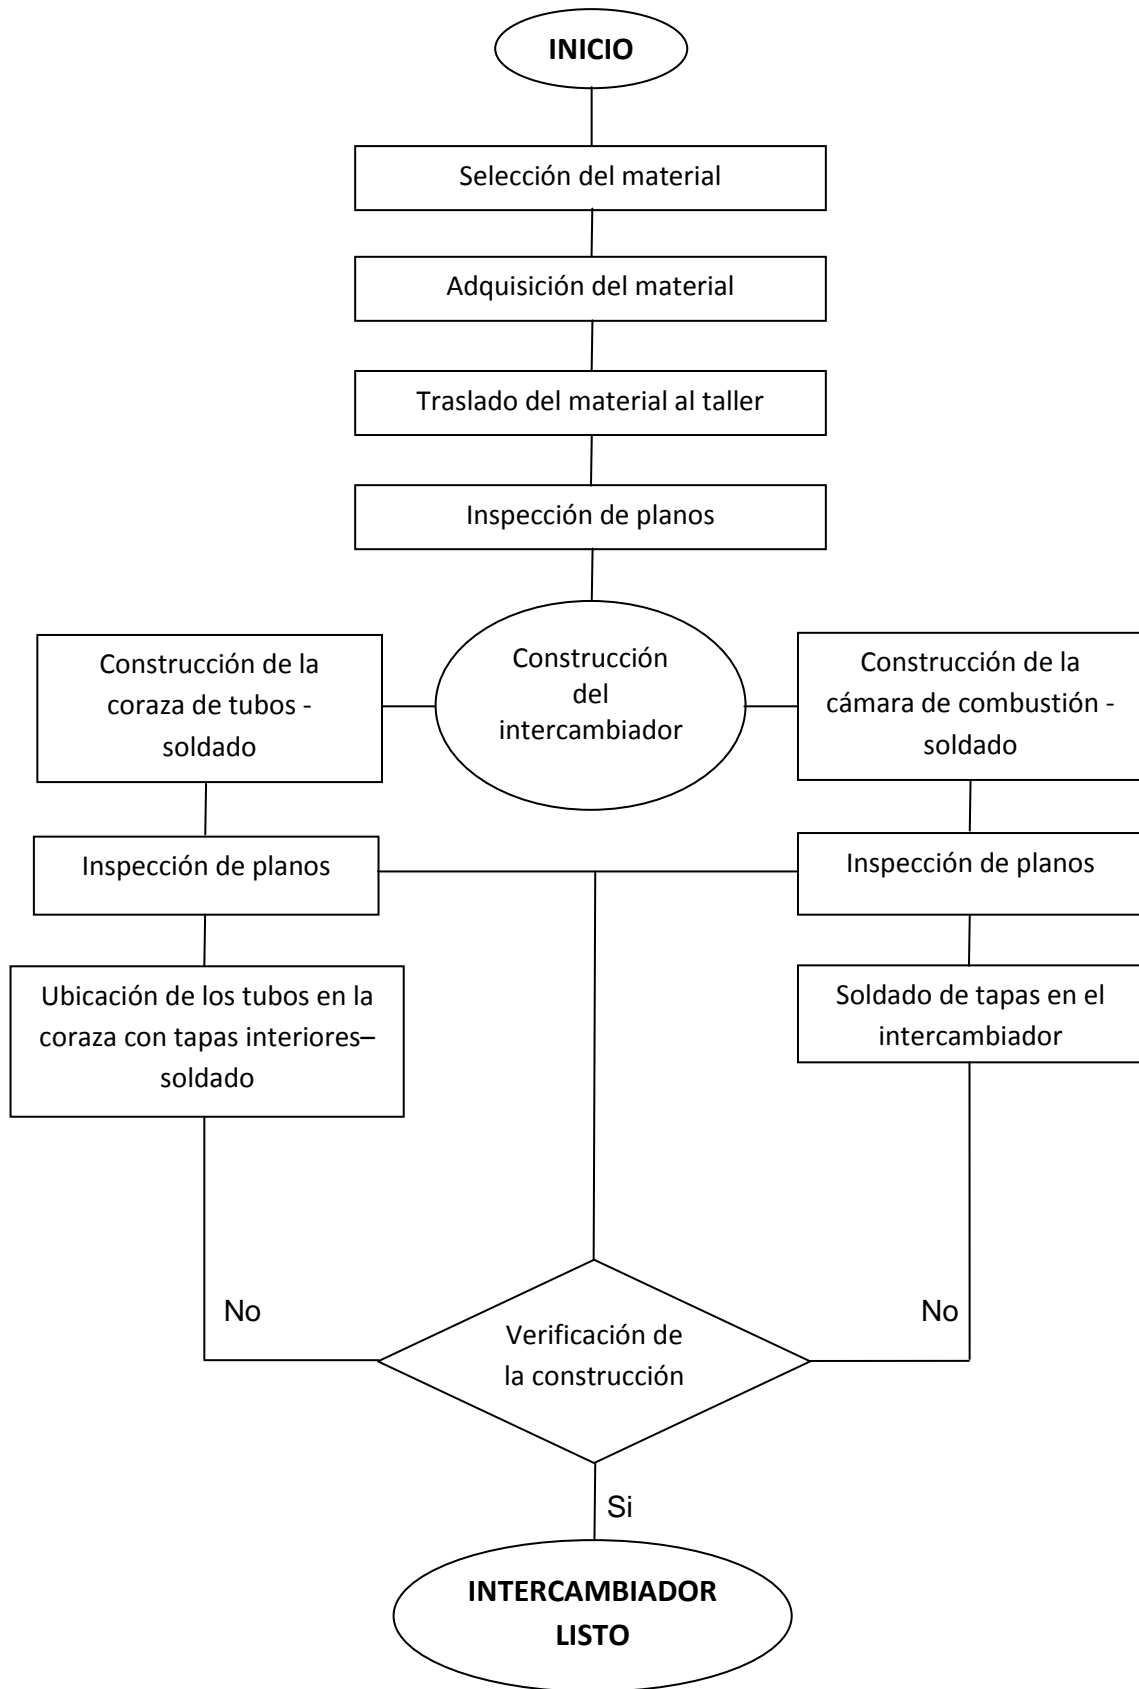 INICIO
Selección del material
Adquisición del material
Traslado del material al taller
Inspección de planos
Construcción
del
intercambiador
Construcción de la
coraza de tubos -
soldado
Construcción de la
cámara de combustión -
soldado
Inspección de planos
Inspección de planos
Ubicación de los tubos en la
coraza con tapas interiores–
soldado
Soldado de tapas en el
intercambiador
No
No
Verificación de
la construcción
Si
INTERCAMBIADOR
LISTO